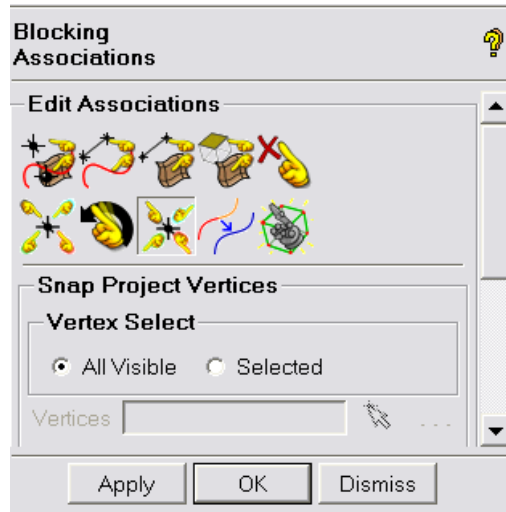 Blocking
Associations
Edit Associations
Snap Project Vertices
Vertex Select
All Visible Selected
Vertices ...
Apply OK Dismiss